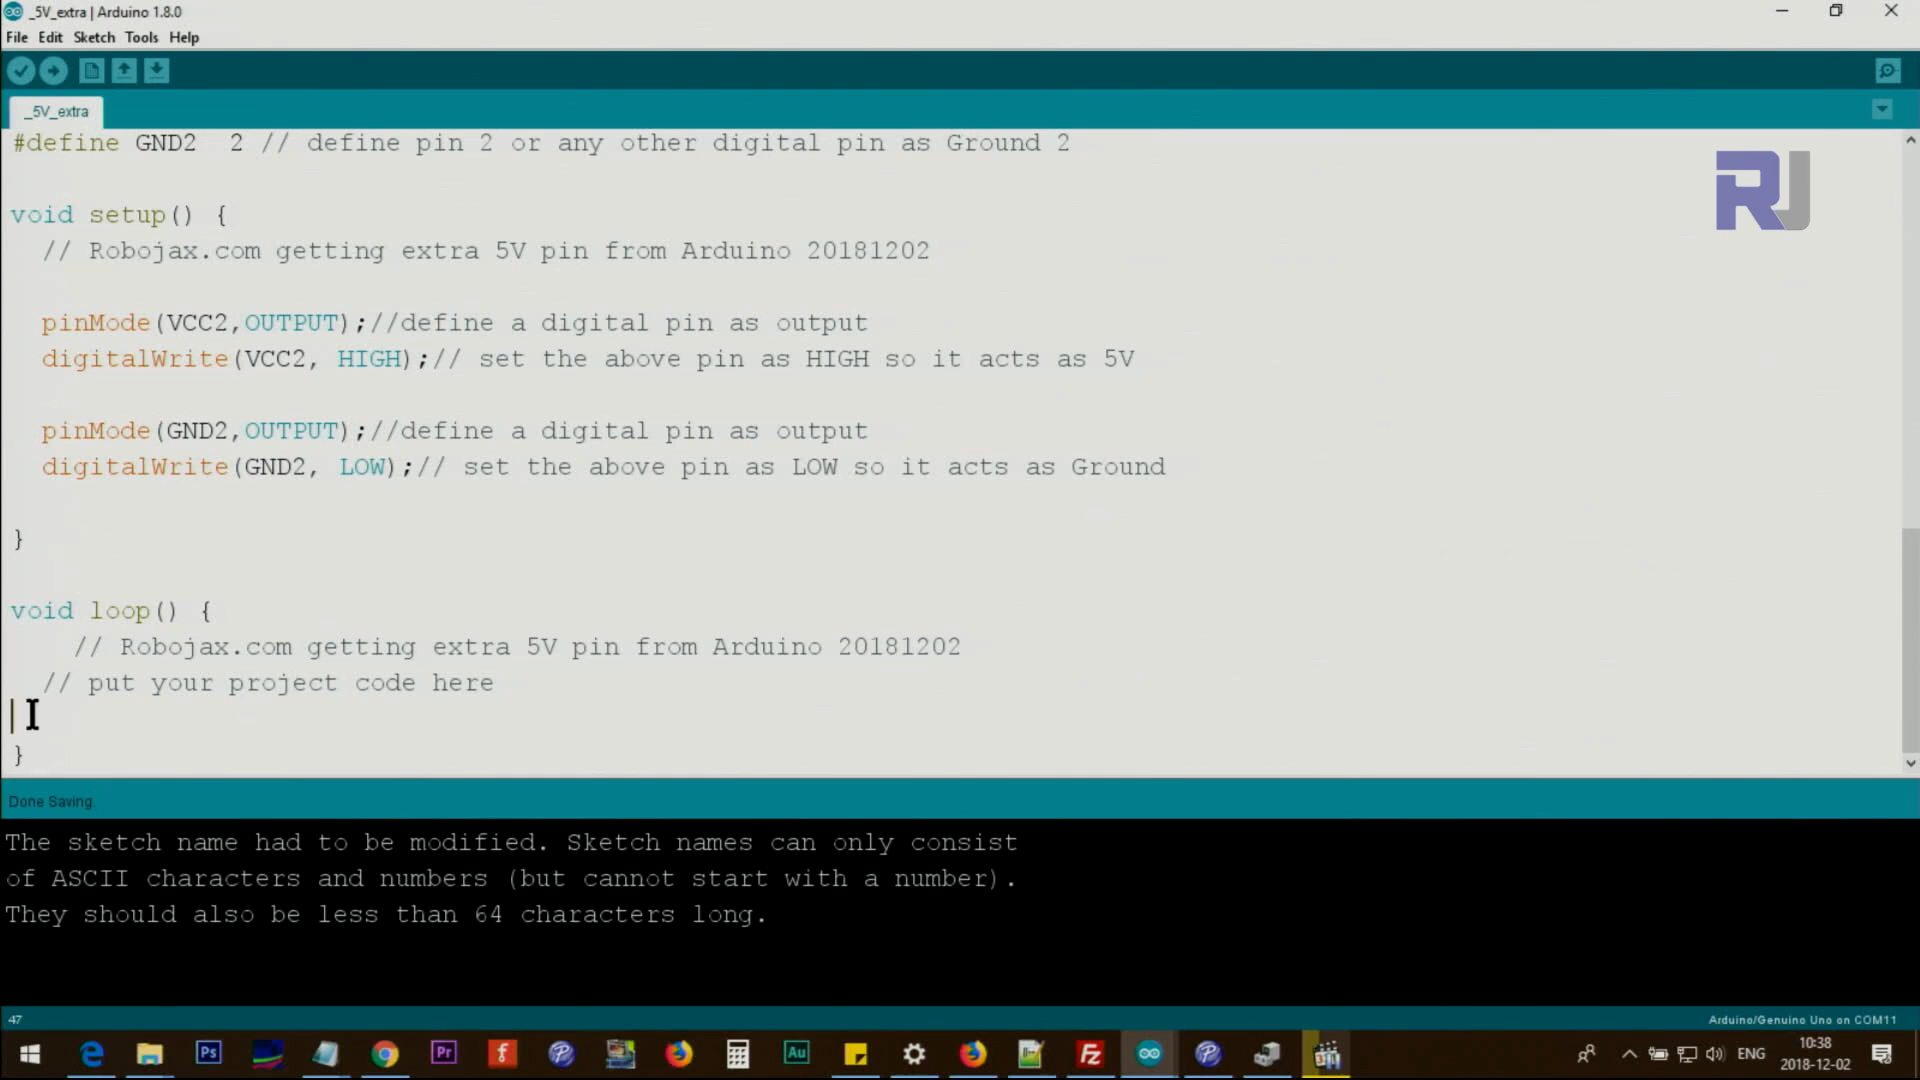 _5V_extra | Arduino 1.8.0
File Edit Sketch Tools Help
_5V_extra
#define GND2  2 // define pin 2 or any other digital pin as Ground 2
RJ
void setup() {
  // Robojax.com getting extra 5V pin from Arduino 20181202
  pinMode(VCC2,OUTPUT);//define a digital pin as output
  digitalWrite(VCC2, HIGH);// set the above pin as HIGH so it acts as 5V
  pinMode(GND2,OUTPUT);//define a digital pin as output
  digitalWrite(GND2, LOW);// set the above pin as LOW so it acts as Ground
}
void loop() {
    // Robojax.com getting extra 5V pin from Arduino 20181202
  // put your project code here
}
Done Saving.
The sketch name had to be modified. Sketch names can only consist
of ASCII characters and numbers (but cannot start with a number).
They should also be less than 64 characters long.
47
Arduino/Genuino Uno on COM11
Ps Pr f P Au Fz P ENG 10:38
2018-12-02